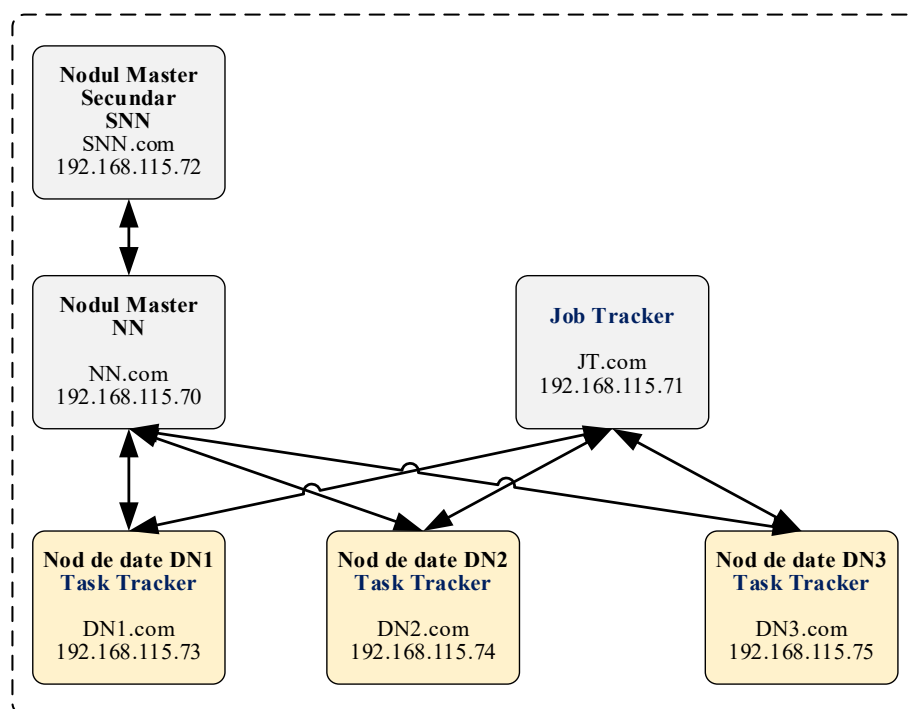 Nodul Master
Secundar
SNN
SNN.com
192.168.115.72
Nodul Master
NN
NN.com
192.168.115.70
Job Tracker
JT.com
192.168.115.71
Nod de date DN1
Task Tracker
DN1.com
192.168.115.73
Nod de date DN2
Task Tracker
DN2.com
192.168.115.74
Nod de date DN3
Task Tracker
DN3.com
192.168.115.75